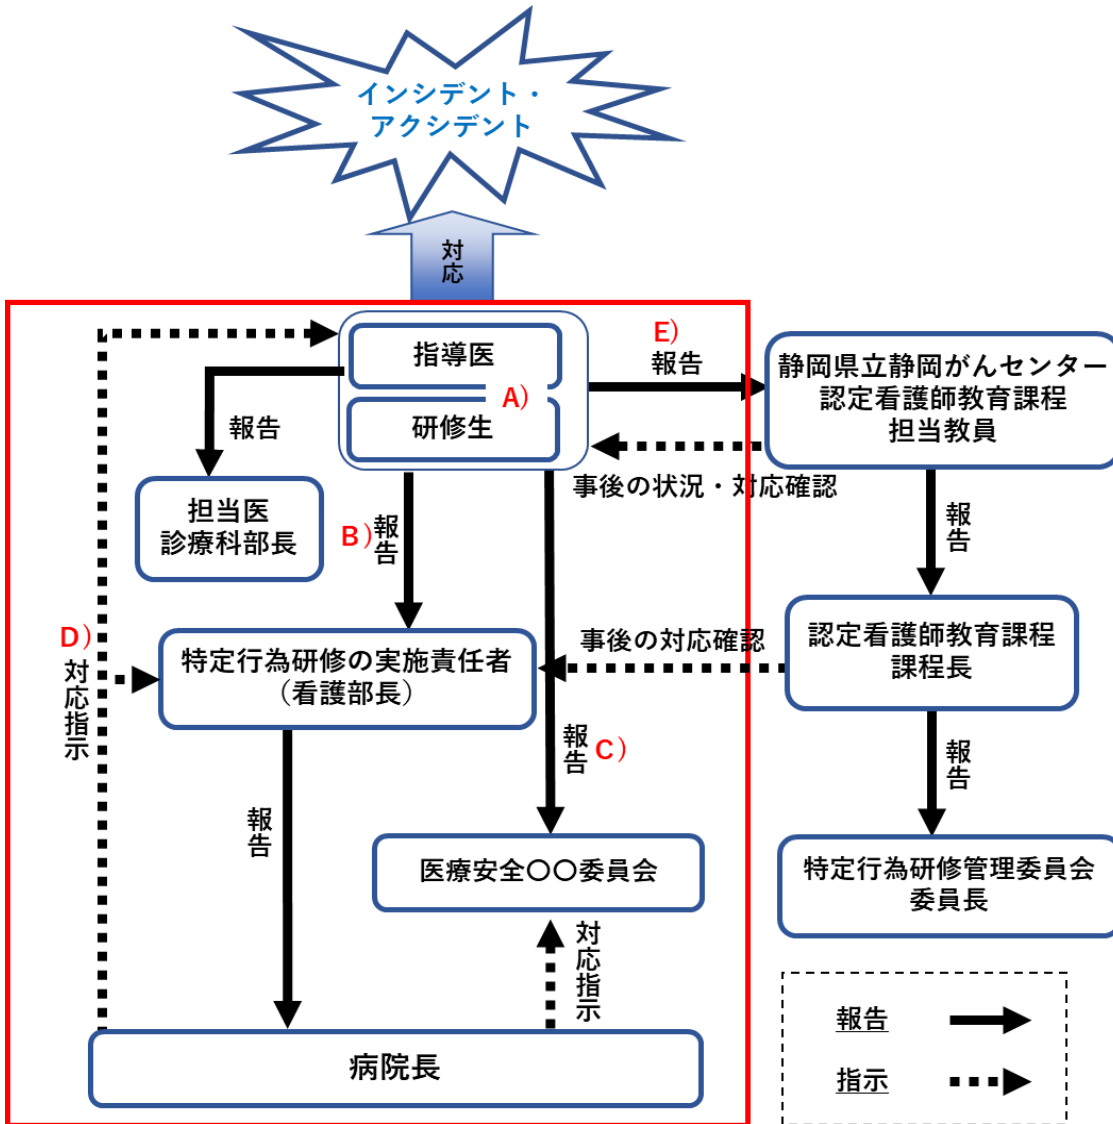 インシデント・
アクシデント
対応
指導医
A)
研修生
E)
報告
静岡県立静岡がんセンター
認定看護師教育課程
担当教員
報告
事後の状況・対応確認
担当医
診療科部長
B)
報告
報告
D)
対応指示
特定行為研修の実施責任者
（看護部長）
事後の対応確認
認定看護師教育課程
課程長
報告
C)
報告
報告
医療安全〇〇委員会
特定行為研修管理委員会
委員長
対応指示
病院長
報告
指示